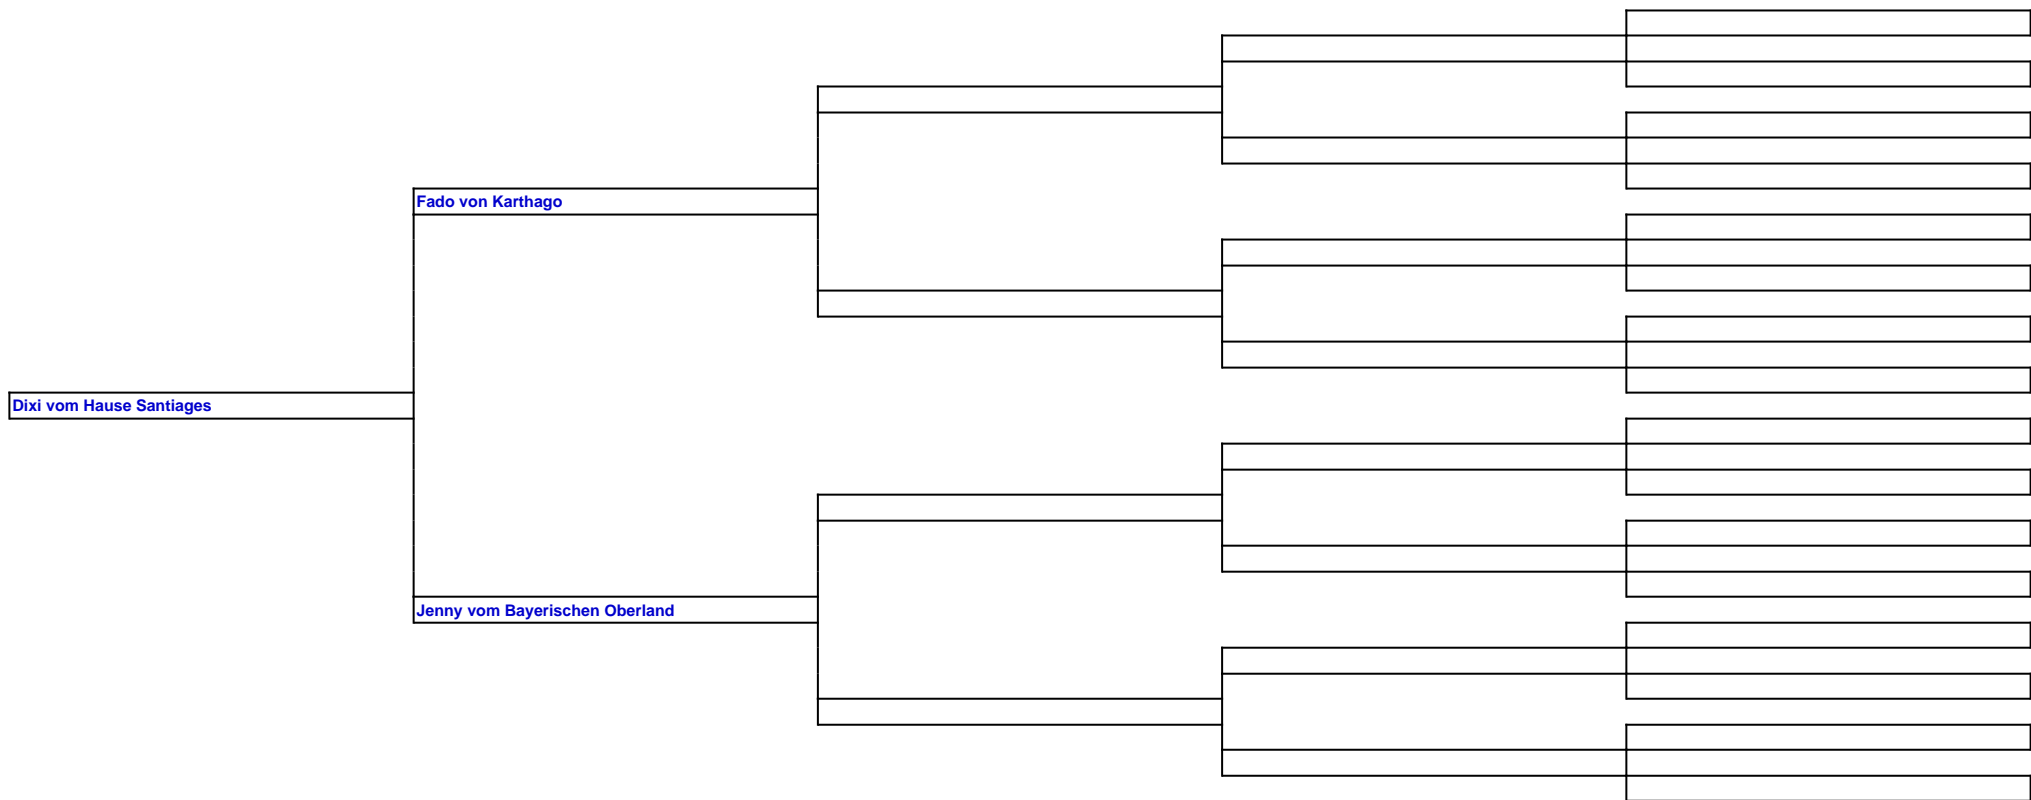 Fado von Karthago
Dixi vom Hause Santiages
Jenny vom Bayerischen Oberland